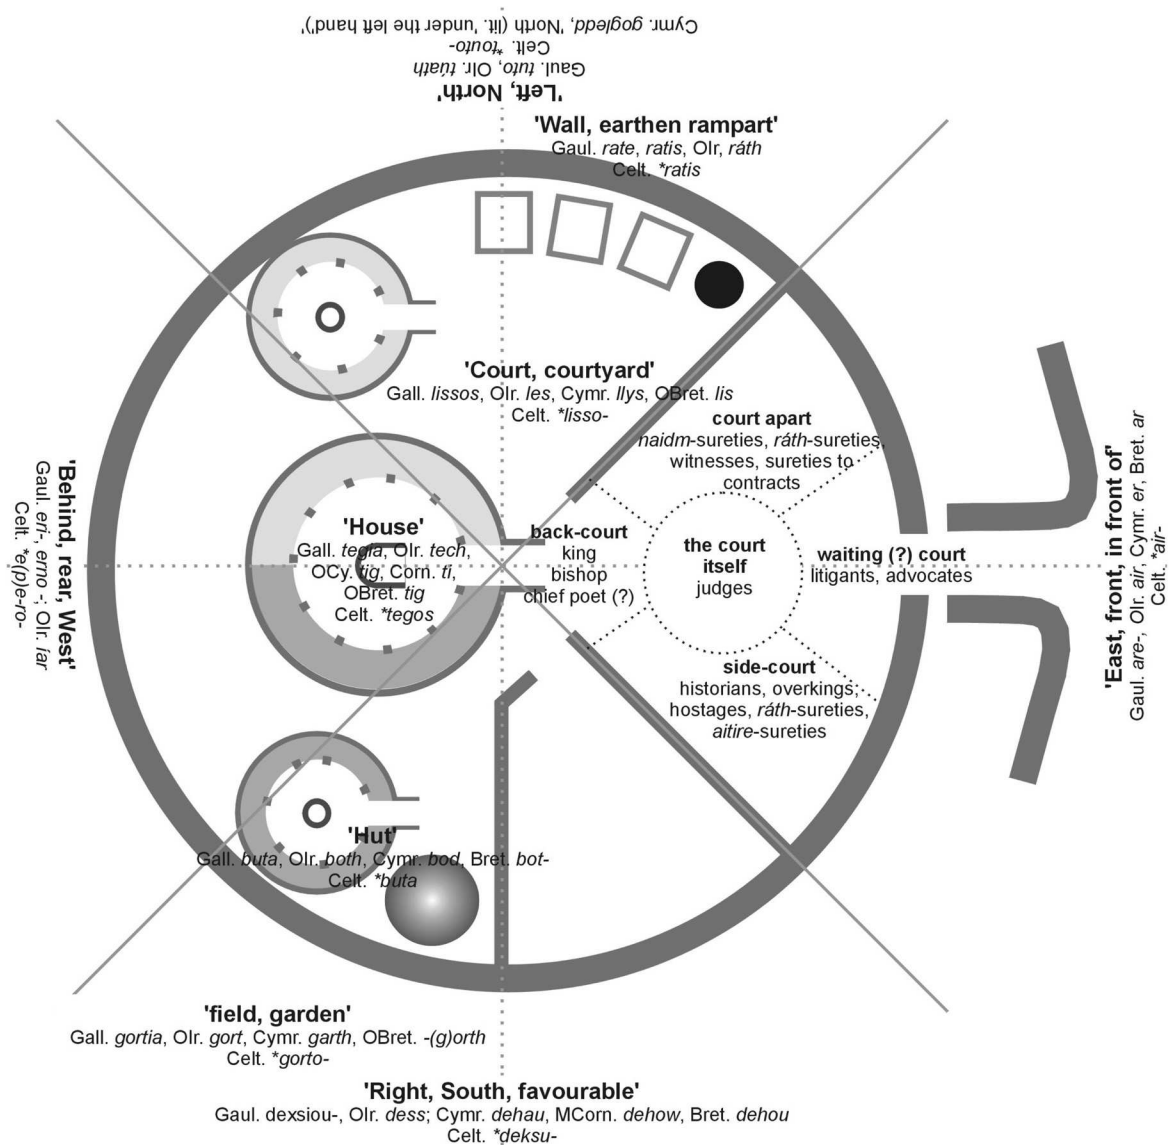 'Left, North'
Gaul. tuto, OIr. túath
Celt. *touto-
Cymr. gogledd, 'North (lit. 'under the left hand')'
'Wall, earthen rampart'
Gaul. rate, ratis, OIr, ráth
Celt. *ratis
'Court, courtyard'
Gall. lissos, OIr. les, Cymr. llys, OBret. lis
Celt. *lisso-
court apart
naidm-sureties, ráth-sureties,
witnesses, sureties to
contracts
'Behind, rear, West'
Gaul. eri-, erno -; OIr. íar
Celt. *e(p)e-ro-
'House'
Gall. tegia, OIr. tech,
OCy. tig, Corn. ti,
OBret. tig
Celt. *tegos
back-court
king
bishop
chief poet (?)
the court
itself
judges
waiting (?) court
litigants, advocates
'East, front, in front of'
Gaul. are-, OIr. air, Cymr. er, Bret. ar
Celt. *air-
side-court
historians, overkings,
hostages, ráth-sureties,
aitire-sureties
'Hut'
Gall. buta, OIr. both, Cymr. bod, Bret. bot-
Celt. *buta
'field, garden'
Gall. gortia, OIr. gort, Cymr. garth, OBret. -(g)orth
Celt. *gorto-
'Right, South, favourable'
Gaul. dexsiou-, OIr. dess; Cymr. dehau, MCorn. dehow, Bret. dehou
Celt. *deksu-